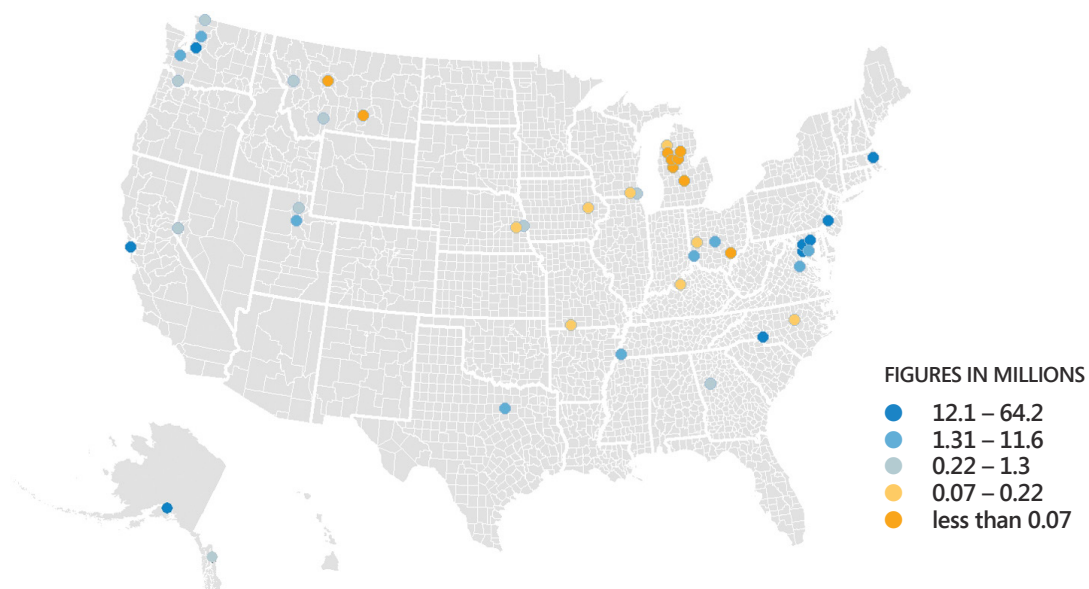 FIGURES IN MILLIONS
12.1 – 64.2
1.31 – 11.6
0.22 – 1.3
0.07 – 0.22
less than 0.07